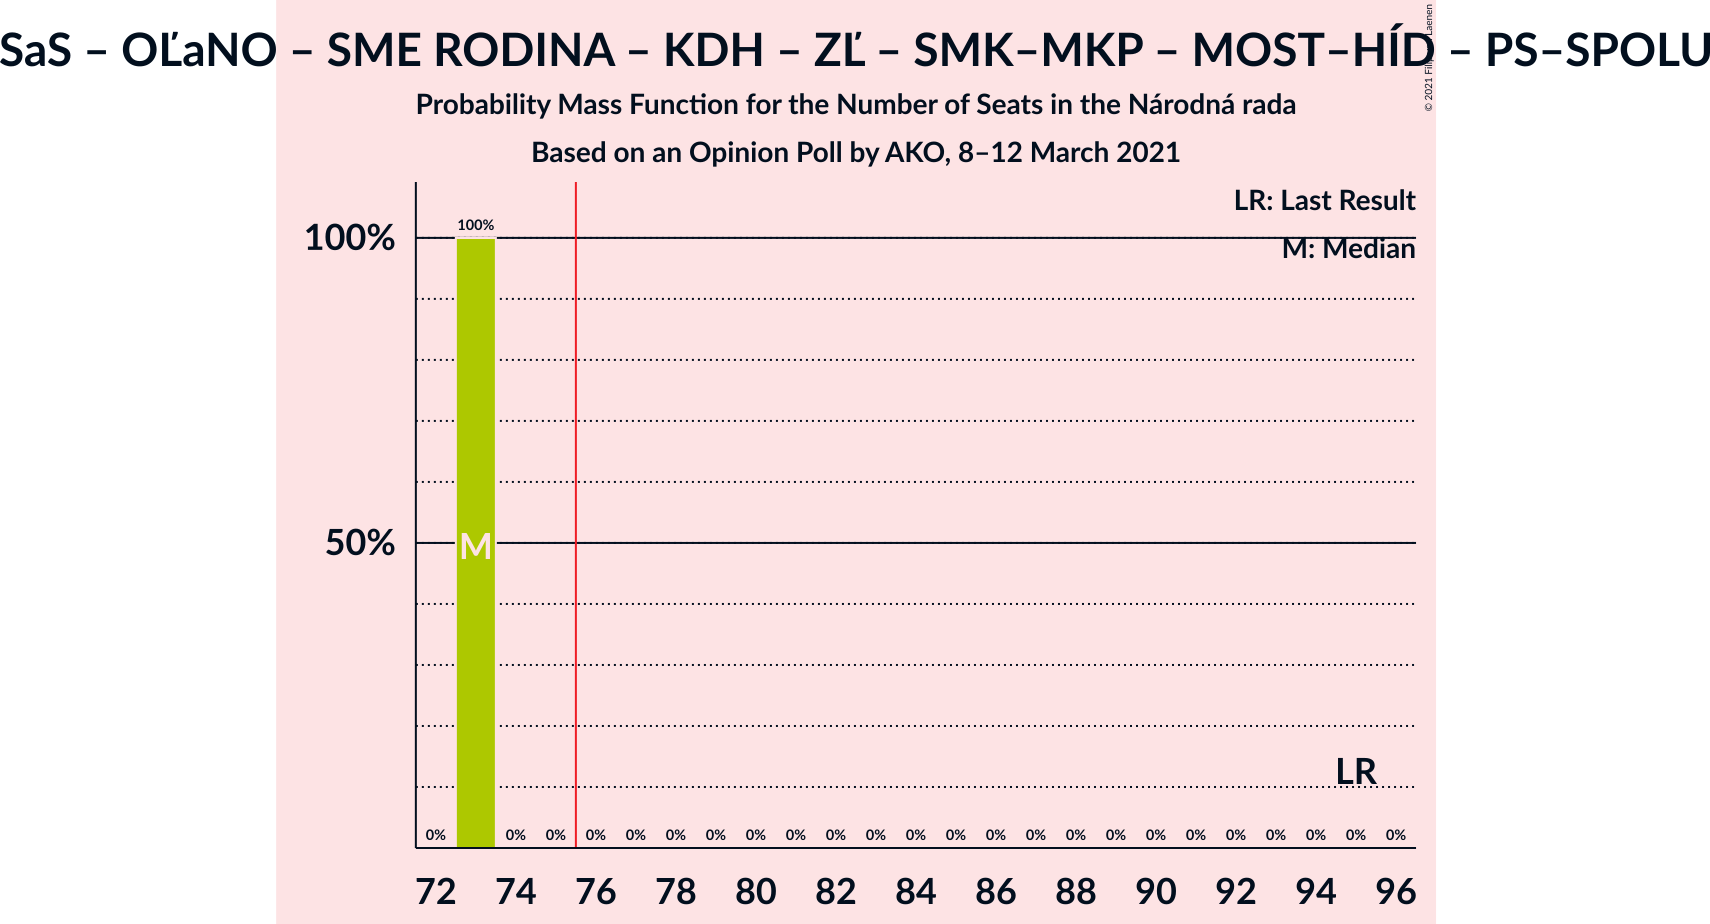 SaS – OĽaNO – SME RODINA – KDH – ZĽ – SMK–MKP – MOST–HÍD – PS–SPOLU
Probability Mass Function for the Number of Seats in the Národná rada
Based on an Opinion Poll by AKO, 8–12 March 2021
© 2021 Laenen
LR: Last Result
M: Median
100%
100%
50%
M
LR
0% 0% 0% 0% 0% 0% 0% 0% 0% 0% 0% 0% 0% 0% 0% 0% 0% 0% 0% 0% 0% 0% 0% 0%
72 74 76 78 80 82 84 86 88 90 92 94 96